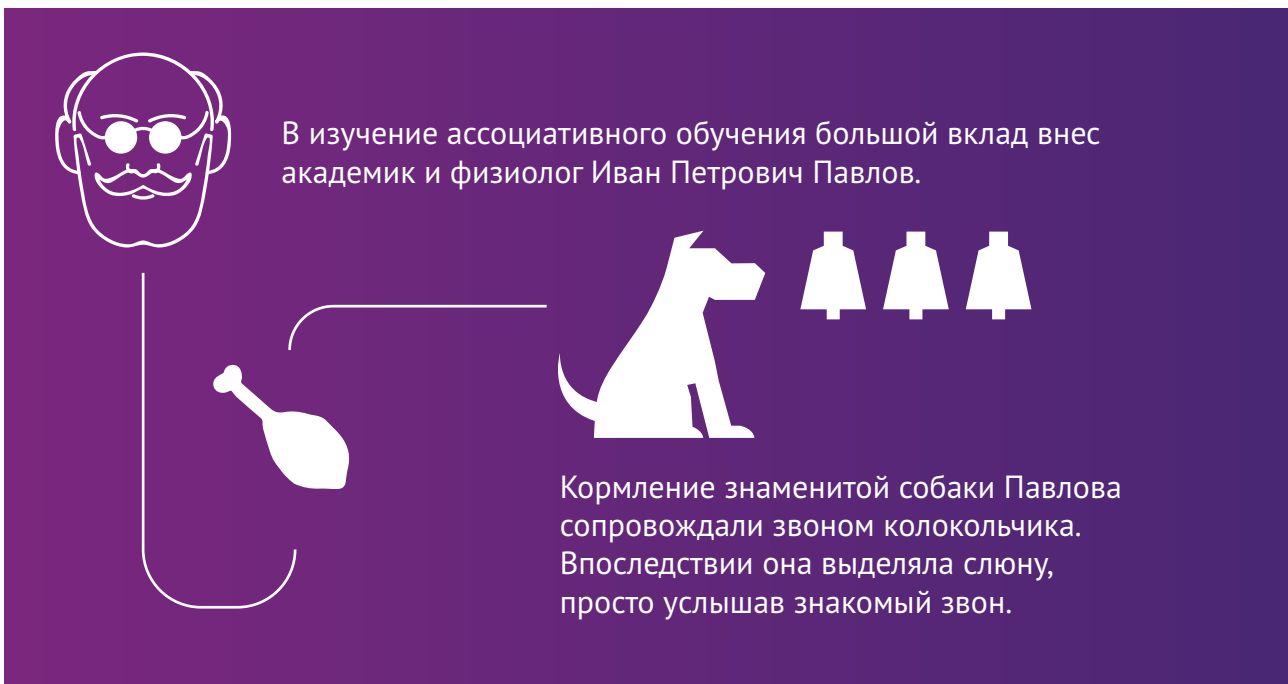 В изучение ассоциативного обучения большой вклад внес
академик и физиолог Иван Петрович Павлов.
Кормление знаменитой собаки Павлова
сопровождали звоном колокольчика.
Впоследствии она выделяла слюну,
просто услышав знакомый звон.